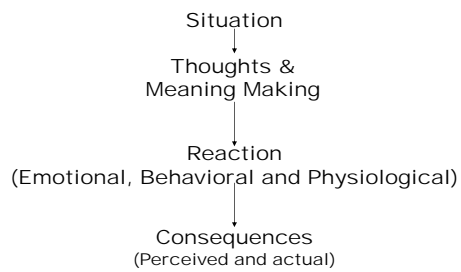 Situation
Thoughts &
Meaning Making
Reaction
(Emotional, Behavioral and Physiological)
Consequences
(Perceived and actual)